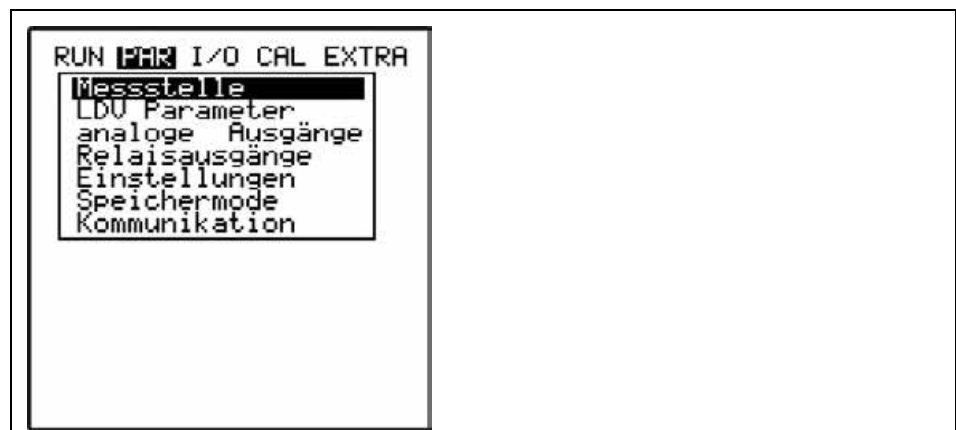 RUN PAR I/O CAL EXTRA
Messstelle
LDV Parameter
analoge Ausgänge
Relaisausgänge
Einstellungen
Speichermode
Kommunikation